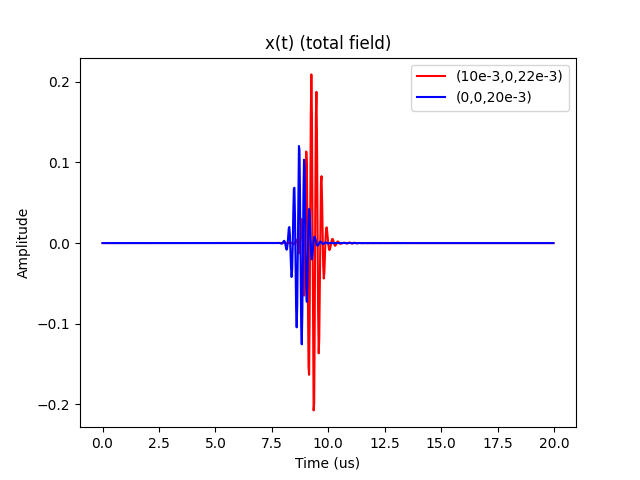 x(t) (total field)
(10e-3,0,22e-3)
(0,0,20e-3)
0.2
0.1
0.0
−0.1
−0.2
Amplitude
0.0 2.5 5.0 7.5 10.0 12.5 15.0 17.5 20.0
Time (us)